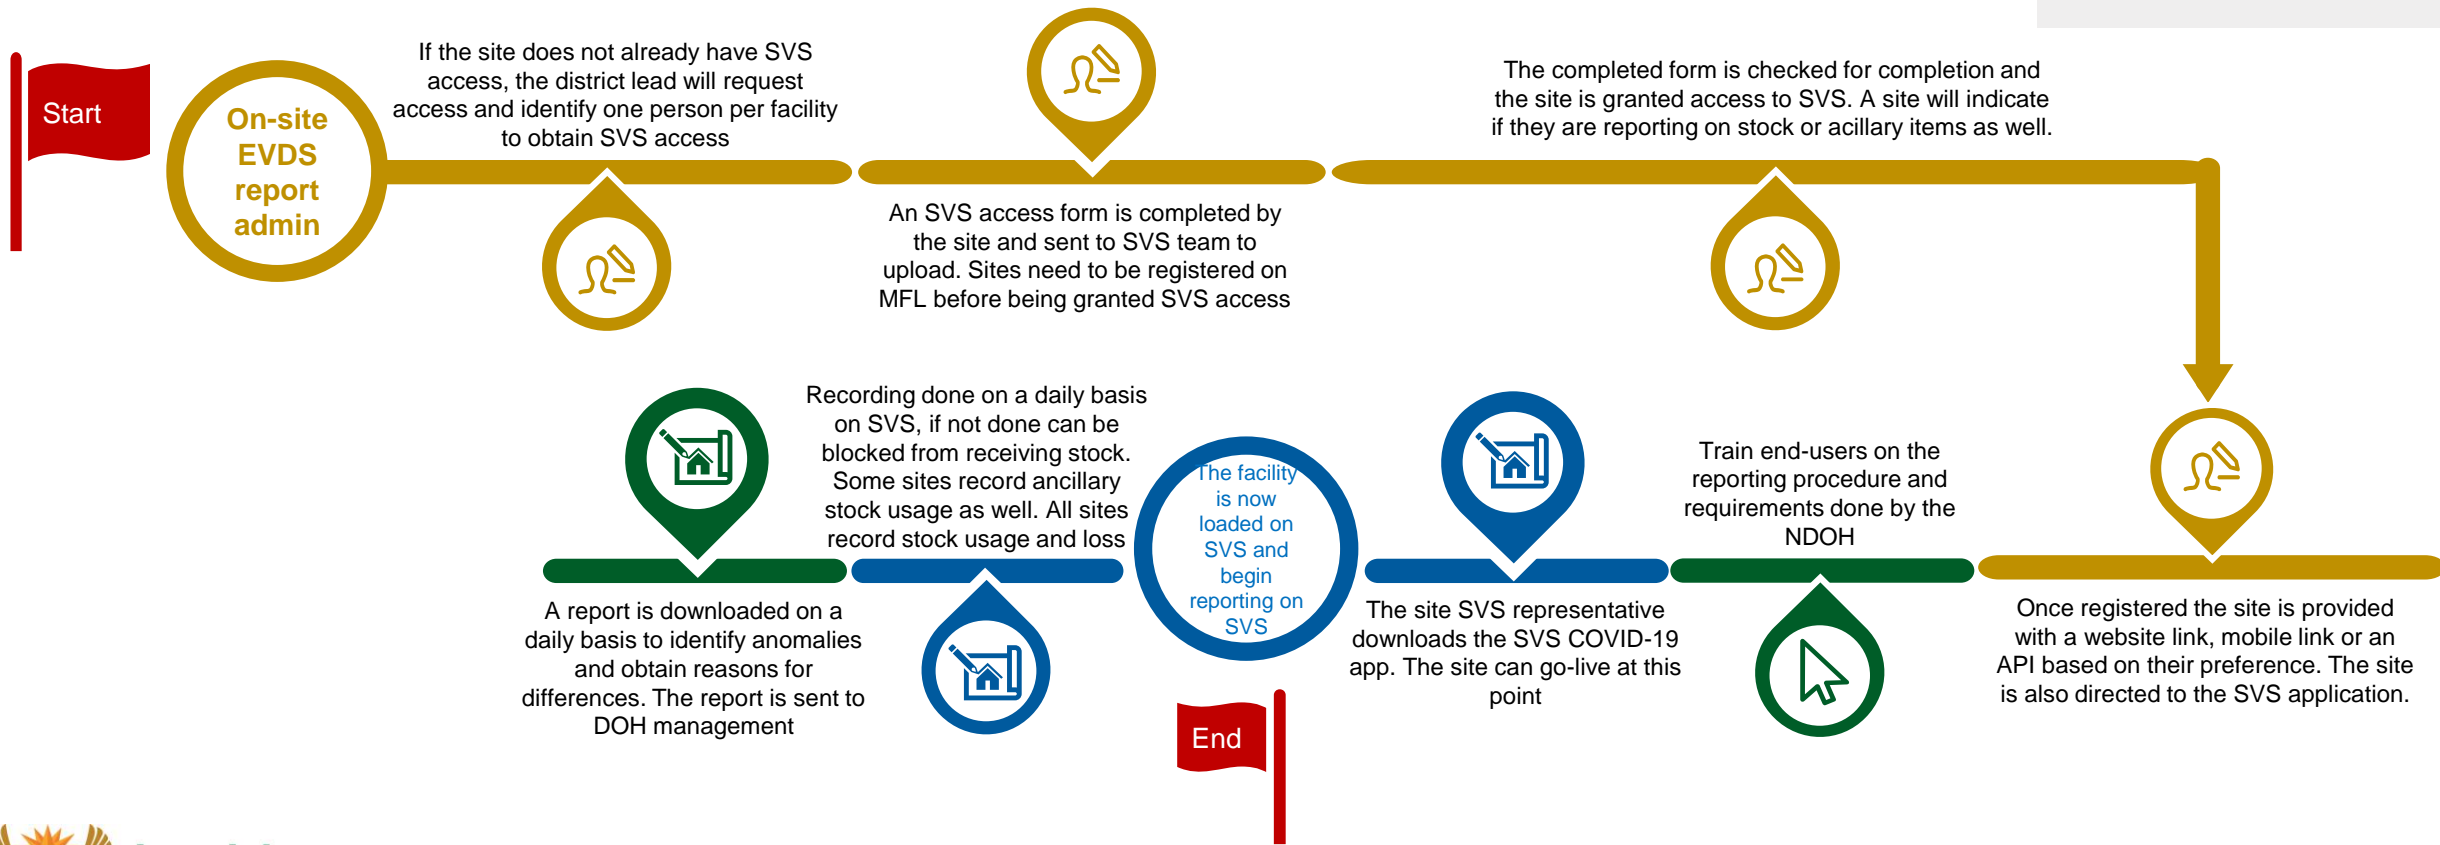 Start
On-site
EVDS
report
admin
If the site does not already have SVS
access, the district lead will request
access and identify one person per facility
to obtain SVS access
An SVS access form is completed by
the site and sent to SVS team to
upload. Sites need to be registered on
MFL before being granted SVS access
The completed form is checked for completion and
the site is granted access to SVS. A site will indicate
if they are reporting on stock or acillary items as well.
Once registered the site is provided
with a website link, mobile link or an
API based on their preference. The site
is also directed to the SVS application.
Train end-users on the
reporting procedure and
requirements done by the
NDOH
The site SVS representative
downloads the SVS COVID-19
app. The site can go-live at this
point
The facility
is now
loaded on
SVS and
begin
reporting on
SVS
End
Recording done on a daily basis
on SVS, if not done can be
blocked from receiving stock.
Some sites record ancillary
stock usage as well. All sites
record stock usage and loss
A report is downloaded on a
daily basis to identify anomalies
and obtain reasons for
differences. The report is sent to
DOH management